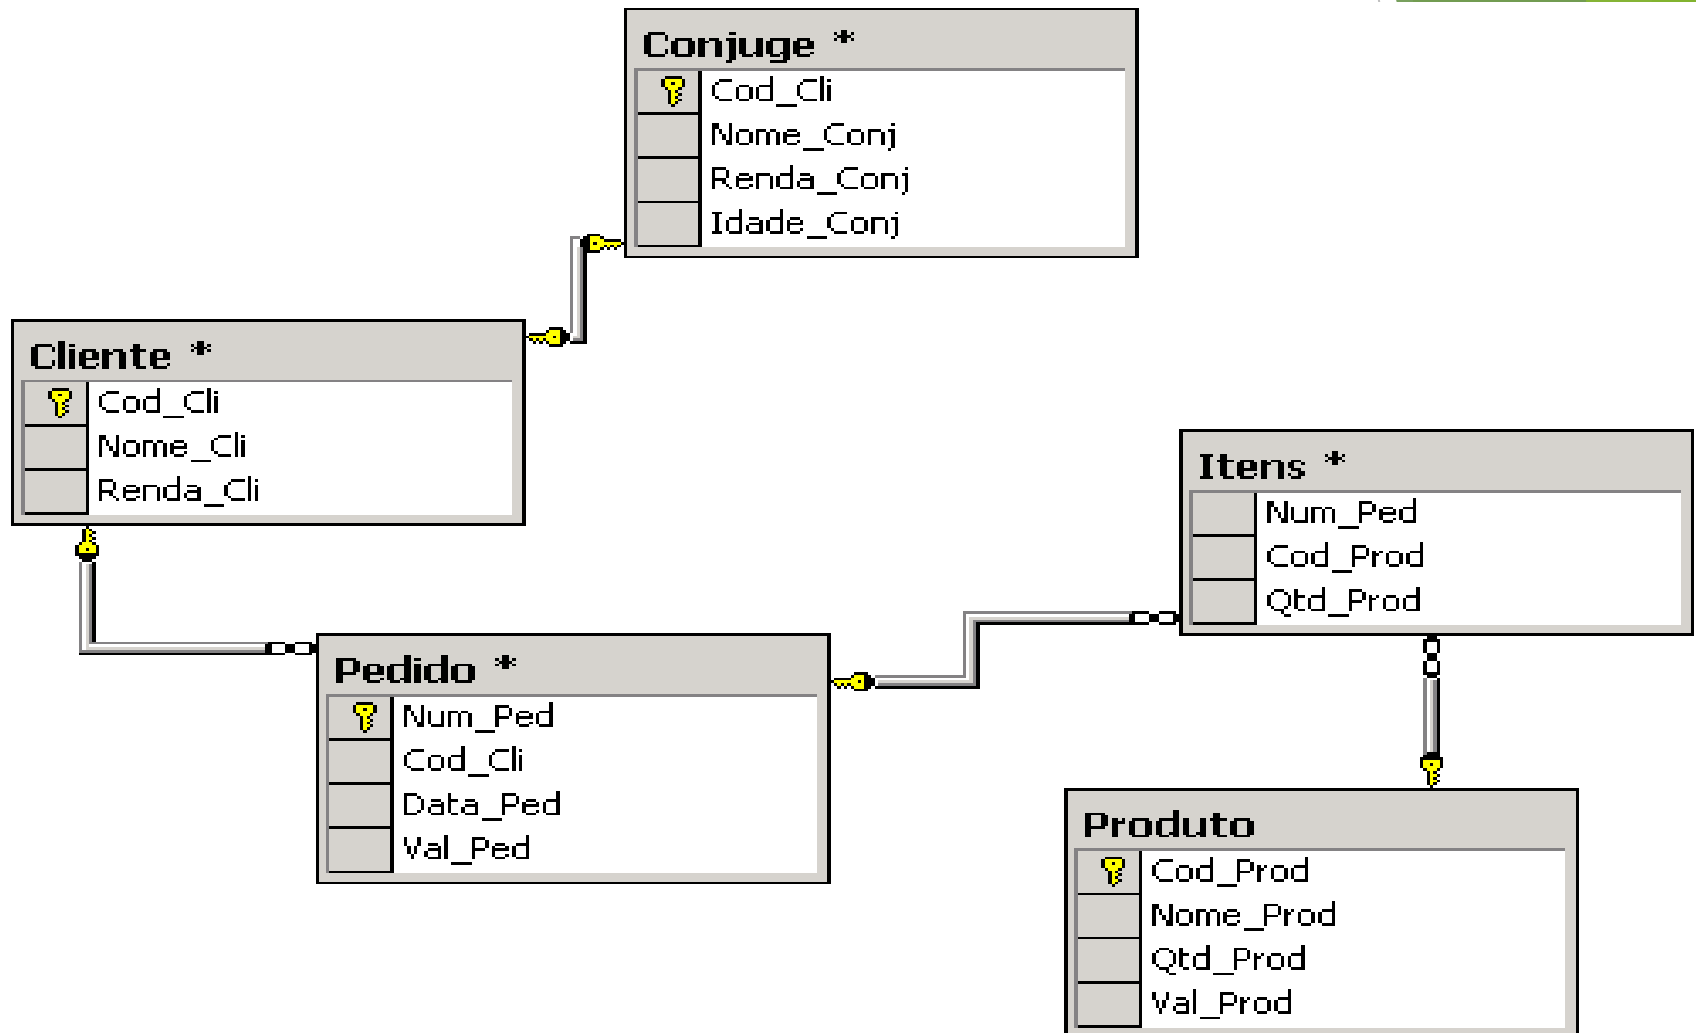 Conjuge *
Cod_Cli
Nome_Conj
Renda_Conj
Idade_Conj
Cliente *
Cod_Cli
Nome_Cli
Renda_Cli
Itens *
Num_Ped
Cod_Prod
Qtd_Prod
Pedido *
Num_Ped
Cod_Cli
Data_Ped
Val_Ped
Produto
Cod_Prod
Nome_Prod
Qtd_Prod
Val_Prod